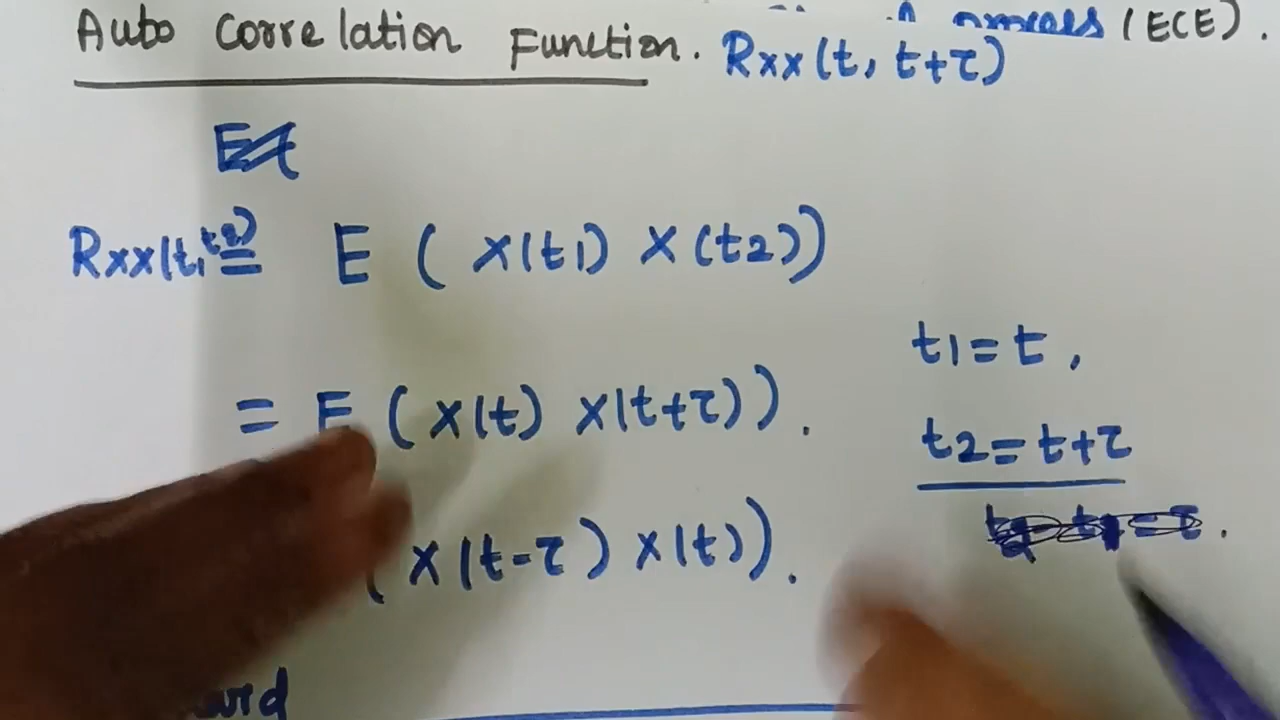 Auto Correlation Function. (ECE).
Rxx(t, t+τ)
Rxx(t1, t2) = E ( X(t1) X(t2))
= E (X(t) X(t+τ)).
t1=t,
t2=t+τ
(X(t-τ) X(t)).